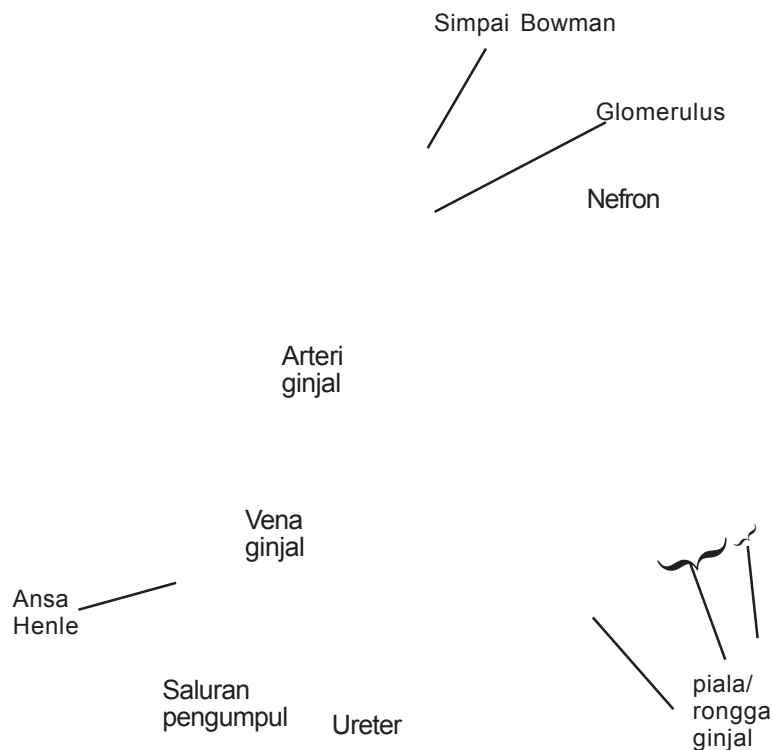 Simpai Bowman
Glomerulus
Nefron
Arteri
ginjal
Vena
ginjal
Ansa
Henle
Saluran
pengumpul
Ureter
piala/
rongga
ginjal